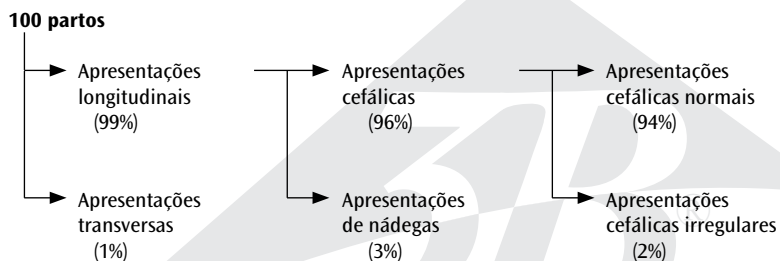 100 partos
Apresentações
longitudinais
(99%)
Apresentações
cefálicas
(96%)
Apresentações
cefálicas normais
(94%)
Apresentações
transversas
(1%)
Apresentações
de nádegas
(3%)
Apresentações
cefálicas irregulares
(2%)
3B
®